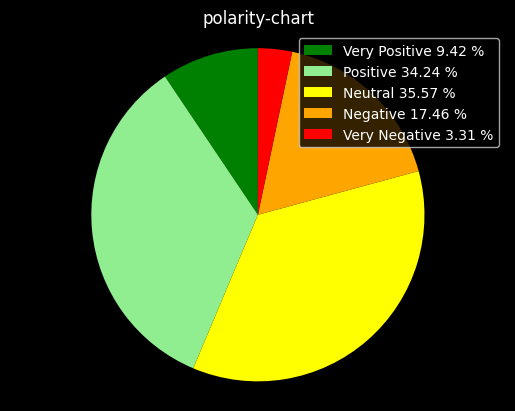 polarity-chart
Very Positive 9.42 %
Positive 34.24 %
Neutral 35.57 %
Negative 17.46 %
Very Negative 3.31 %